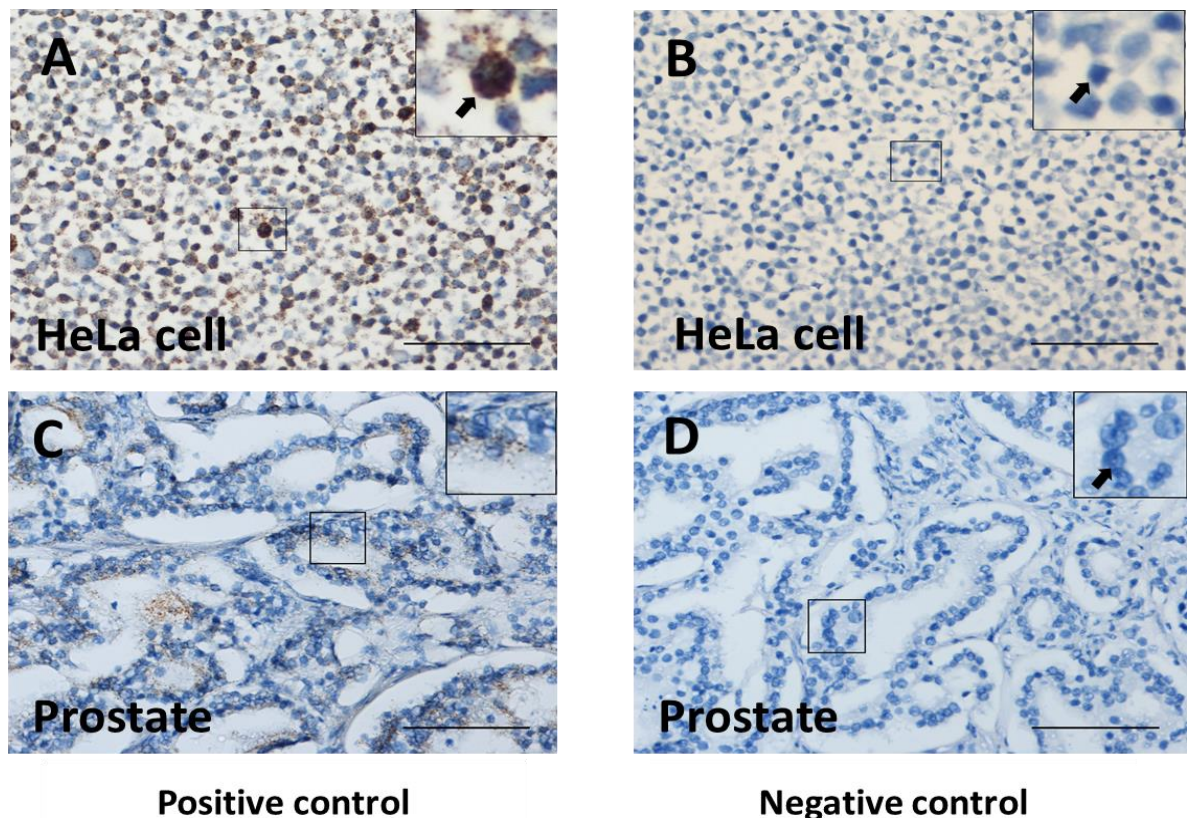 A
HeLa cell
B
HeLa cell
C
Prostate
D
Prostate
Positive control
Negative control